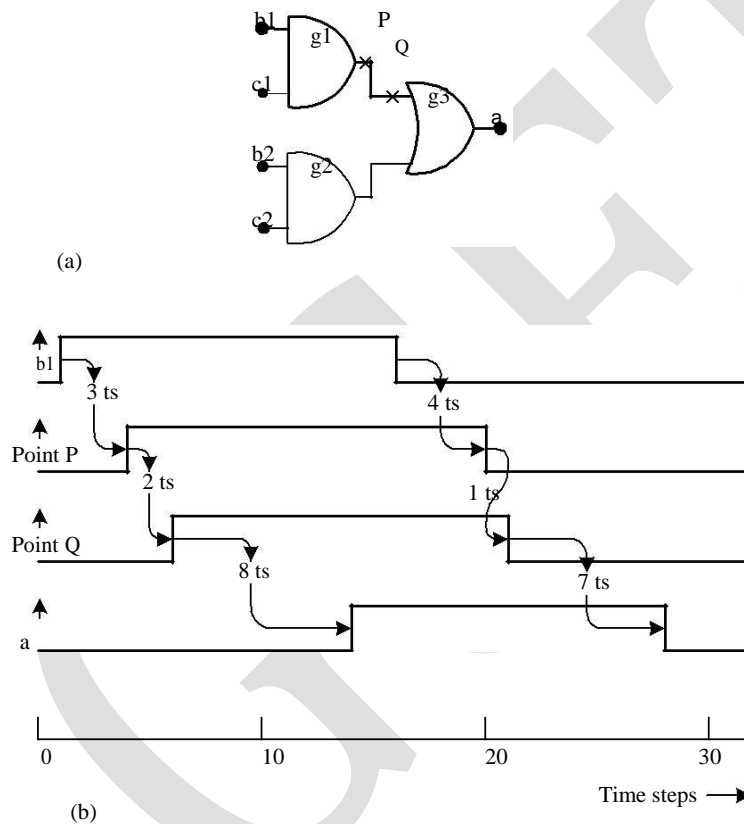 b1
g1
P
Q
c1
g3
a
b2
g2
c2
(a)
b1
3 ts
4 ts
Point P
2 ts
1 ts
Point Q
8 ts
7 ts
a
0 10 20 30
Time steps
(b)